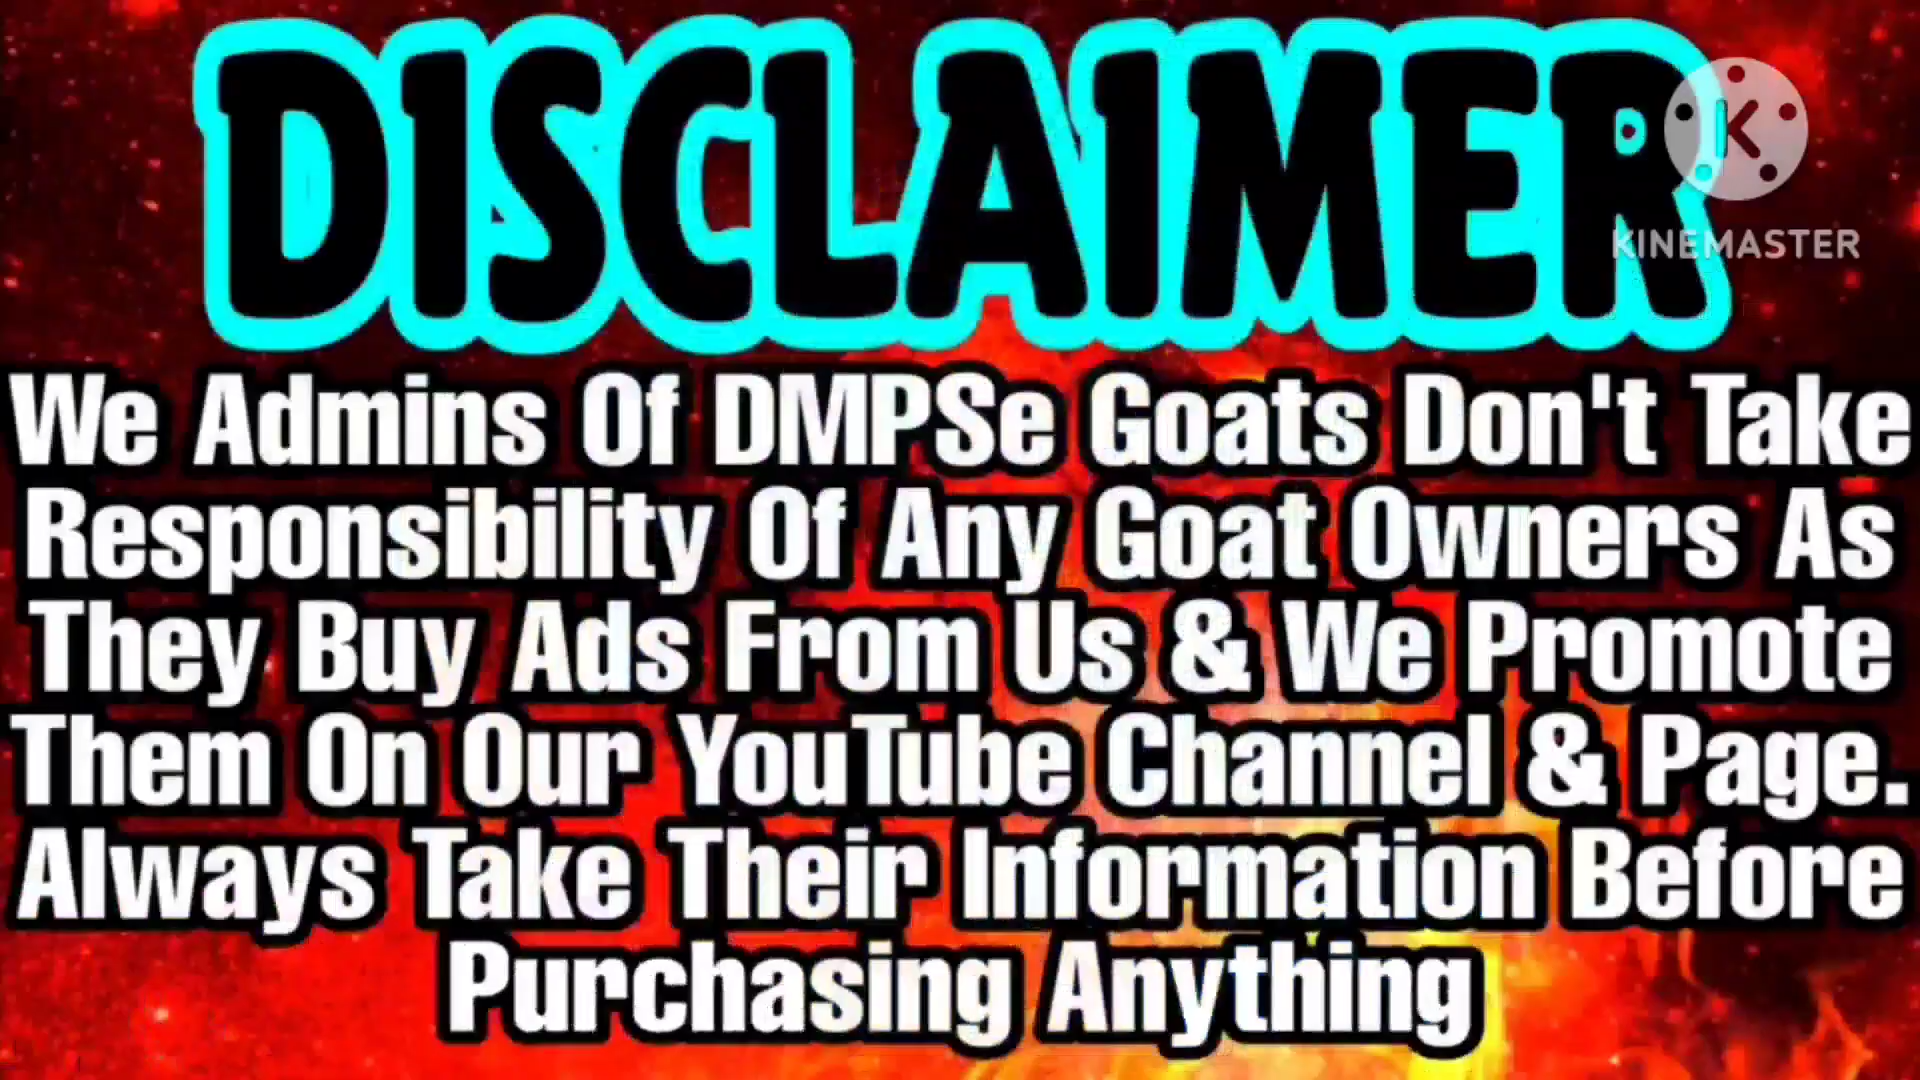 DISCLAIMER
KINEMASTER
We Admins Of DMPSe Goats Don't Take
Responsibility Of Any Goat Owners As
They Buy Ads From Us & We Promote
Them On Our YouTube Channel & Page.
Always Take Their Information Before
Purchasing Anything